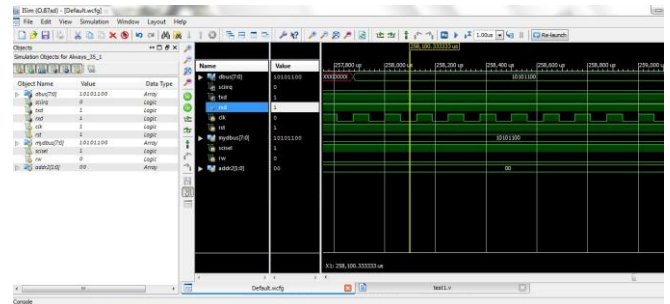 ISim (O.87xd) - [Default.wcfg]
File Edit View Simulation Window Layout Help
1.00us Re-launch
Objects
Simulation Objects for Always_35_1
Object Name Value Data Type
dbus[7:0] 10101100 Array
scirq 0 Logic
txd 1 Logic
rxd 1 Logic
clk 1 Logic
rst 1 Logic
mydbus[7:0] 10101100 Array
scisel 1 Logic
rw 0 Logic
addr2[1:0] 00 Array
Name Value
dbus[7:0] 10101100
scirq 0
txd 1
rxd 1
clk 0
rst 1
mydbus[7:0] 10101100
scisel 1
rw 0
addr2[1:0] 00
258,100.333333 us
257,800 us 258,000 us 258,200 us 258,400 us 258,600 us 258,800 us 259,000
10101100
10101100
00
X1: 258,100.333333 us
Default.wcfg test1.v
Console